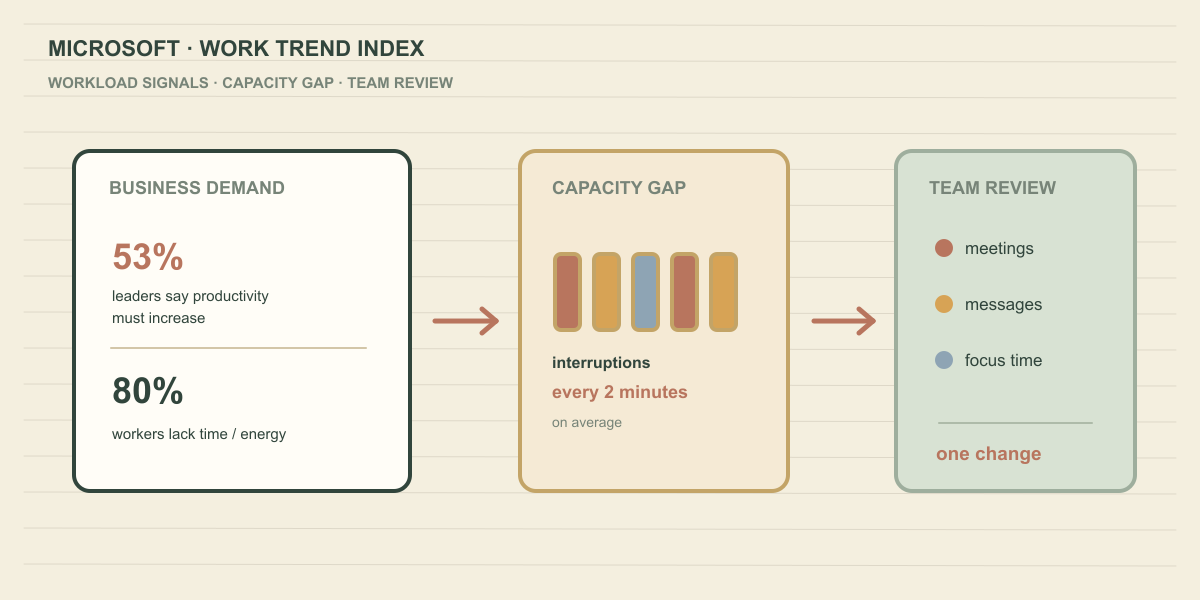 MICROSOFT · WORK TREND INDEX
WORKLOAD SIGNALS · CAPACITY GAP · TEAM REVIEW
BUSINESS DEMAND
53%
leaders say productivity
must increase
80%
workers lack time / energy
CAPACITY GAP
interruptions
every 2 minutes
on average
TEAM REVIEW
meetings
messages
focus time
one change